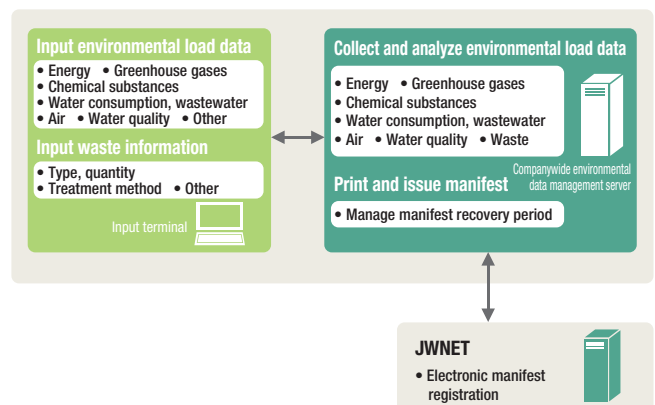 Input environmental load data
• Energy • Greenhouse gases
• Chemical substances
• Water consumption, wastewater
• Air • Water quality • Other
Input waste information
• Type, quantity
• Treatment method • Other
Input terminal
Collect and analyze environmental load data
• Energy • Greenhouse gases
• Chemical substances
• Water consumption, wastewater
• Air • Water quality • Waste
Companywide environmental
data management server
Print and issue manifest
• Manage manifest recovery period
JWNET
• Electronic manifest
registration